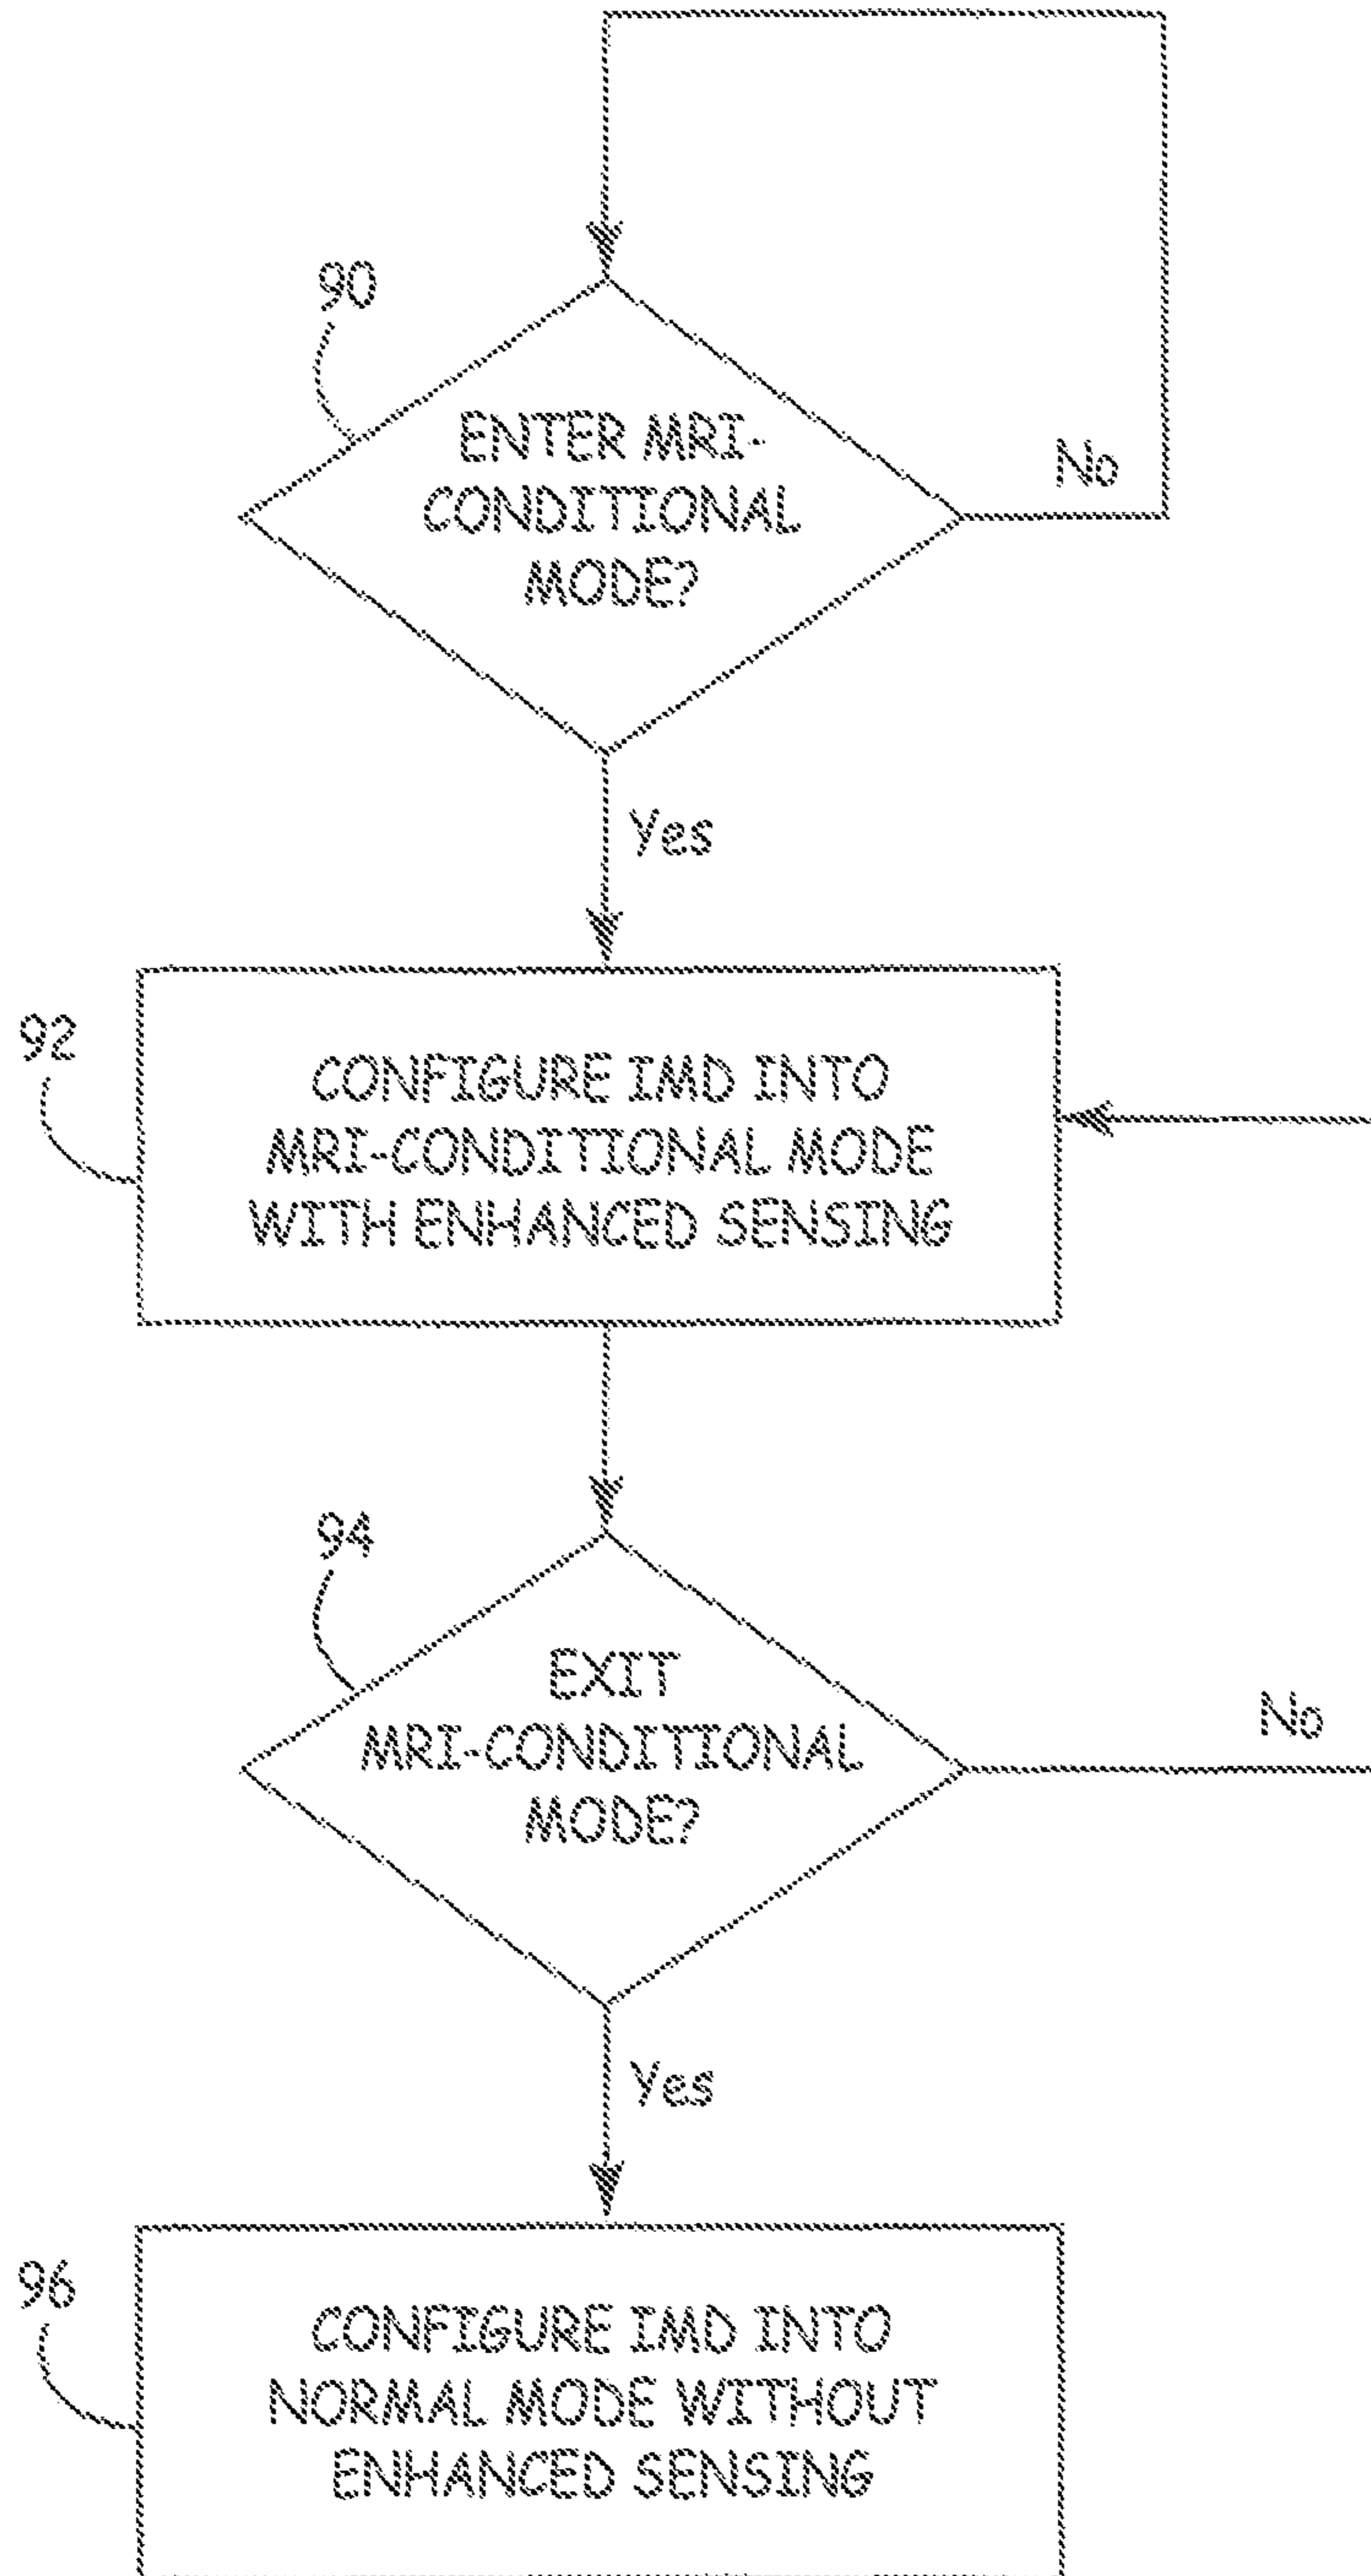 90
ENTER MRI-
CONDITIONAL
MODE?
No
Yes
92
CONFIGURE IMD INTO
MRI-CONDITIONAL MODE
WITH ENHANCED SENSING
94
EXIT
MRI-CONDITIONAL
MODE?
No
Yes
96
CONFIGURE IMD INTO
NORMAL MODE WITHOUT
ENHANCED SENSING